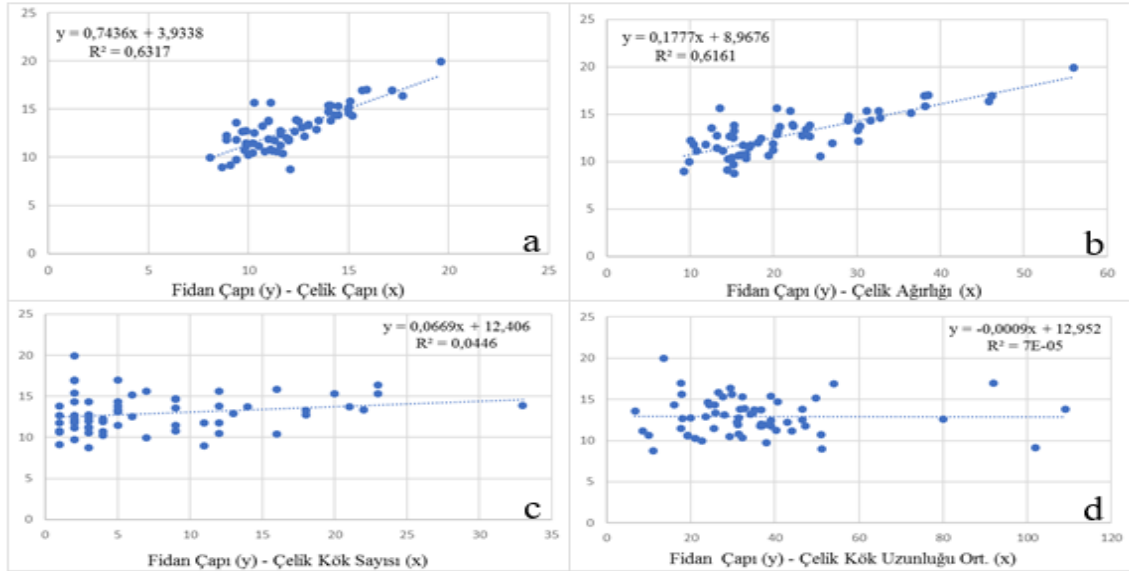 25
y = 0,7436x + 3,9338
R² = 0,6317
20
15
10
5
0
0 5 10 15 20 25
a
Fidan Çapı (y) - Çelik Çapı (x)
25
y = 0,1777x + 8,9676
R² = 0,6161
20
15
10
5
0
0 10 20 30 40 50 60
b
Fidan Çapı (y) - Çelik Ağırlığı (x)
25
y = 0,0669x + 12,406
R² = 0,0446
20
15
10
5
0
0 5 10 15 20 25 30 35
c
Fidan Çapı (y) - Çelik Kök Sayısı (x)
25
y = -0,0009x + 12,952
R² = 7E-05
20
15
10
5
0
0 20 40 60 80 100 120
d
Fidan Çapı (y) - Çelik Kök Uzunluğu Ort. (x)